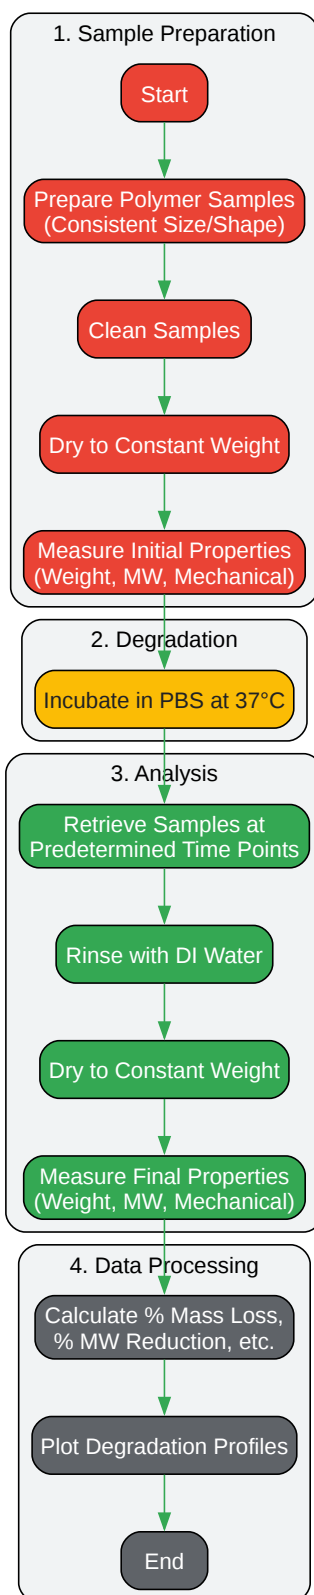 1. Sample Preparation
Start
Prepare Polymer Samples
(Consistent Size/Shape)
Clean Samples
Dry to Constant Weight
Measure Initial Properties
(Weight, MW, Mechanical)
2. Degradation
Incubate in PBS at 37°C
3. Analysis
Retrieve Samples at
Predetermined Time Points
Rinse with DI Water
Dry to Constant Weight
Measure Final Properties
(Weight, MW, Mechanical)
4. Data Processing
Calculate % Mass Loss,
% MW Reduction, etc.
Plot Degradation Profiles
End